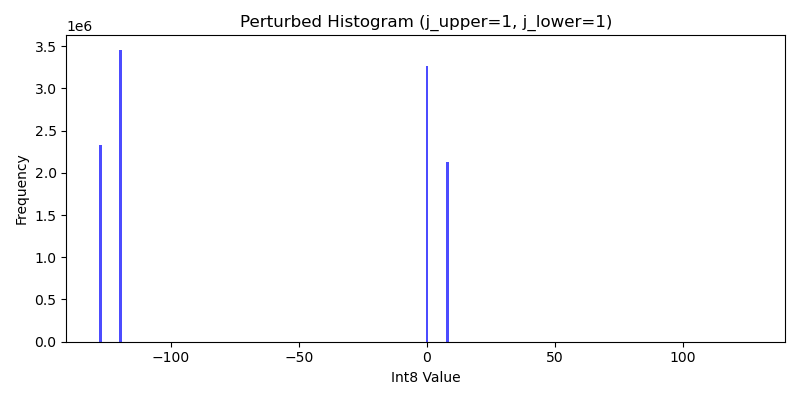 Perturbed Histogram (j_upper=1, j_lower=1)
1e6
3.5
3.0
2.5
2.0
1.5
1.0
0.5
0.0
Frequency
−100 −50 0 50 100
Int8 Value